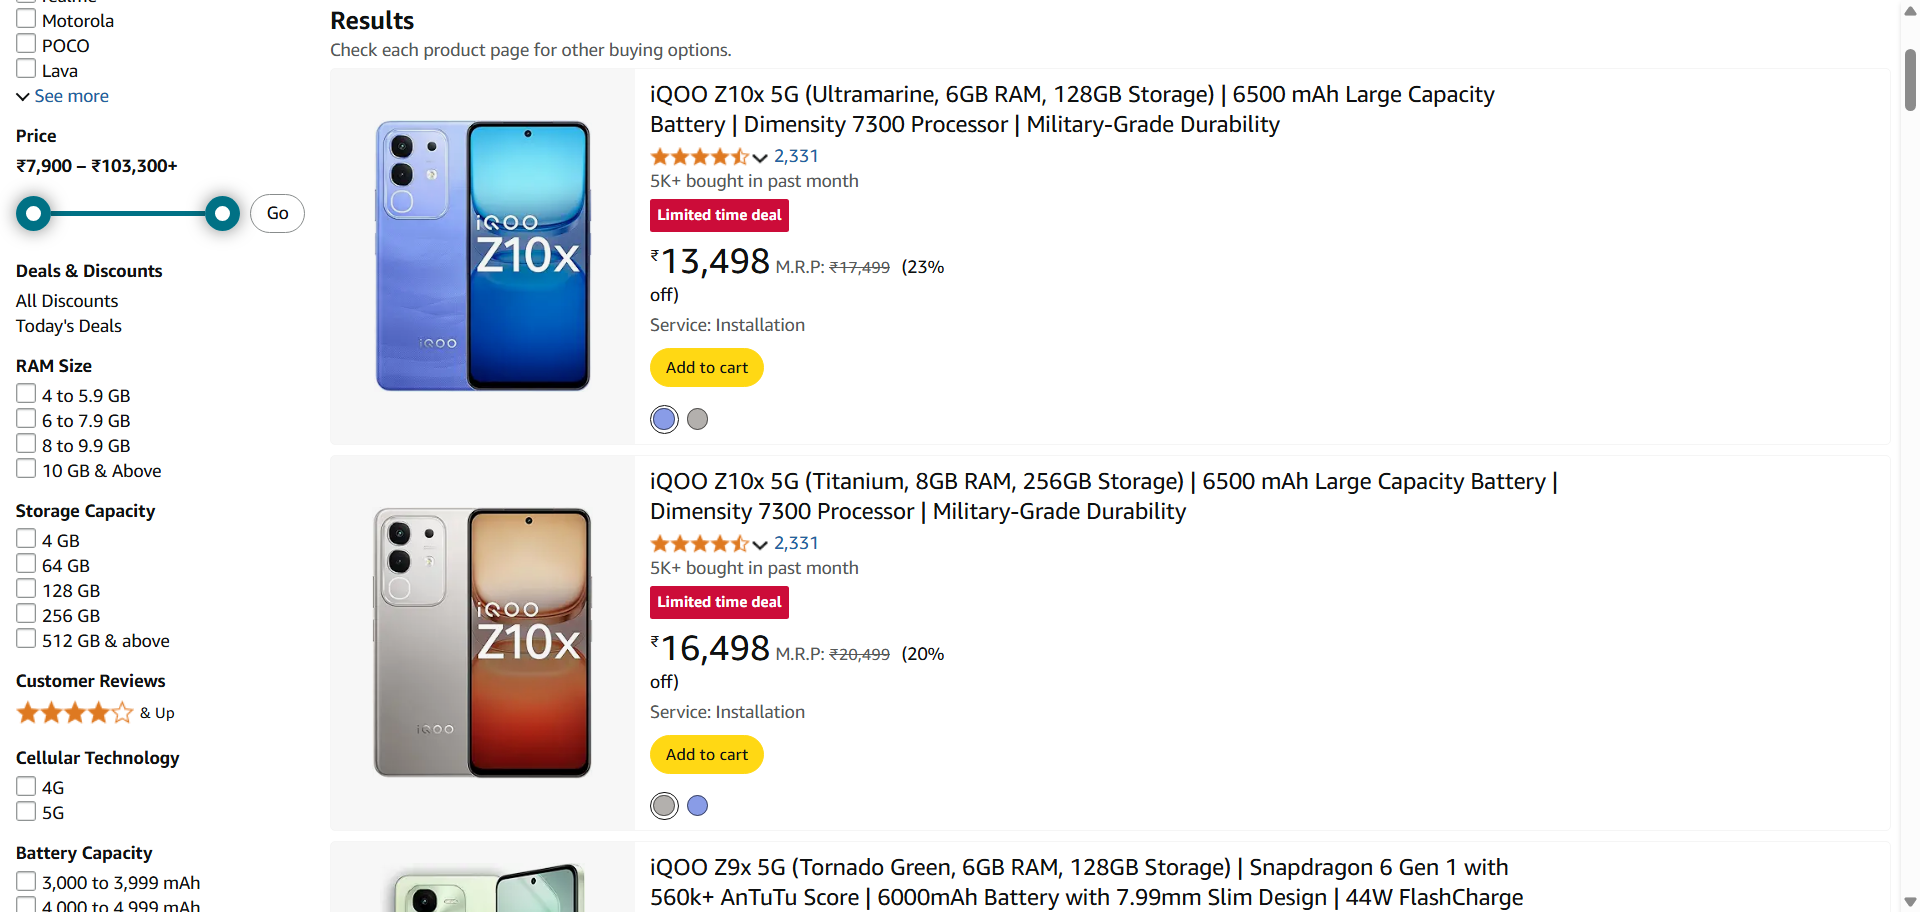 Motorola
POCO
Lava
See more
Price
₹7,900 – ₹103,300+
Go
Deals & Discounts
All Discounts
Today's Deals
RAM Size
4 to 5.9 GB
6 to 7.9 GB
8 to 9.9 GB
10 GB & Above
Storage Capacity
4 GB
64 GB
128 GB
256 GB
512 GB & above
Customer Reviews
& Up
Cellular Technology
4G
5G
Battery Capacity
3,000 to 3,999 mAh
4,000 to 4,999 mAh
Results
Check each product page for other buying options.
iQOO
Z10x
iQOO
iQOO Z10x 5G (Ultramarine, 6GB RAM, 128GB Storage) | 6500 mAh Large Capacity
Battery | Dimensity 7300 Processor | Military-Grade Durability
2,331
5K+ bought in past month
Limited time deal
₹13,498 M.R.P: ₹17,499 (23%
off)
Service: Installation
Add to cart
iQOO
Z10x
iQOO
iQOO Z10x 5G (Titanium, 8GB RAM, 256GB Storage) | 6500 mAh Large Capacity Battery |
Dimensity 7300 Processor | Military-Grade Durability
2,331
5K+ bought in past month
Limited time deal
₹16,498 M.R.P: ₹20,499 (20%
off)
Service: Installation
Add to cart
iQOO Z9x 5G (Tornado Green, 6GB RAM, 128GB Storage) | Snapdragon 6 Gen 1 with
560k+ AnTuTu Score | 6000mAh Battery with 7.99mm Slim Design | 44W FlashCharge